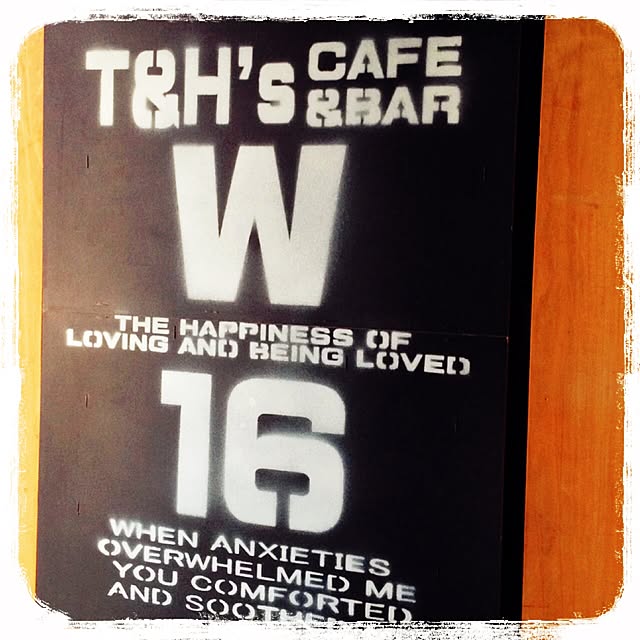 T&H's CAFE &BAR
W
THE HAPPINESS OF
LOVING AND BEING LOVED
16
WHEN ANXIETIES
OVERWHELMED ME
YOU COMFORTED
AND